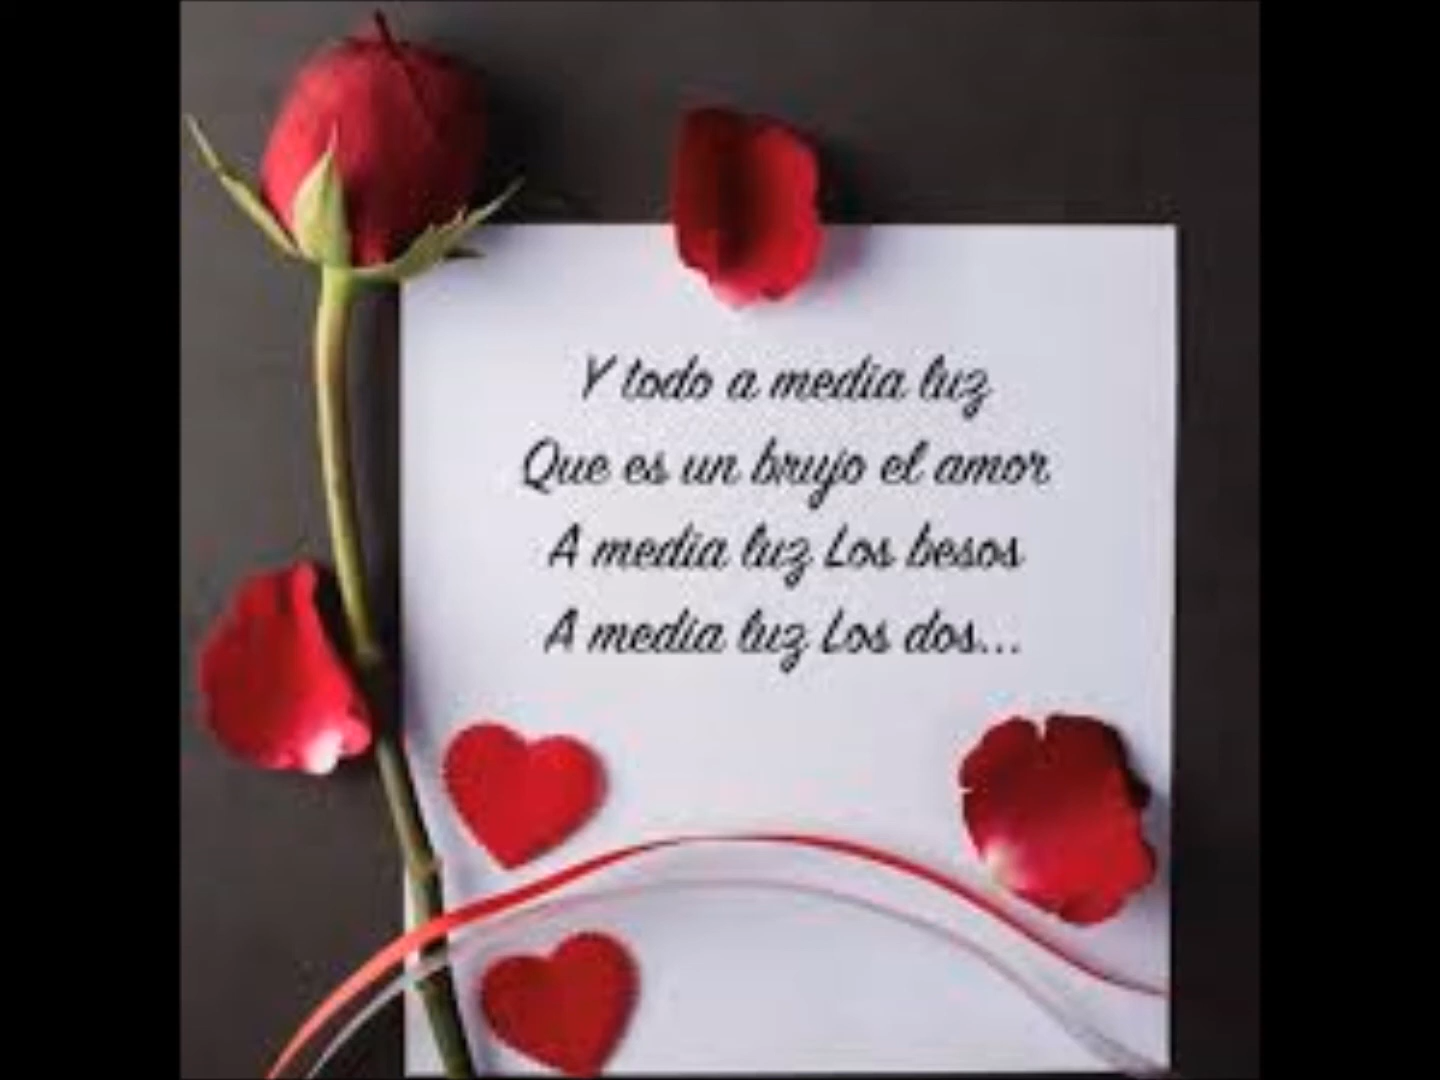 Y todo a media luz
Que es un brujo el amor
A media luz Los besos
A media luz Los dos...